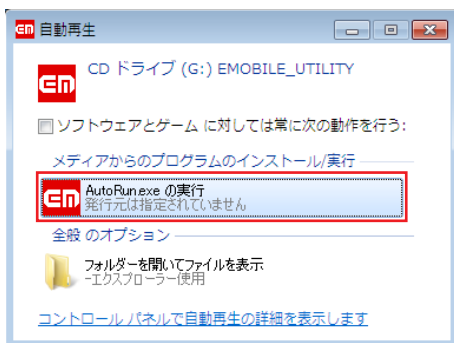 自動再生
CD ドライブ (G:) EMOBILE_UTILITY
ソフトウェアとゲーム に対しては常に次の動作を行う:
メディアからのプログラムのインストール/実行
AutoRun.exe の実行
発行元は指定されていません
全般 のオプション
フォルダーを開いてファイルを表示
-エクスプローラー使用
コントロール パネルで自動再生の詳細を表示します